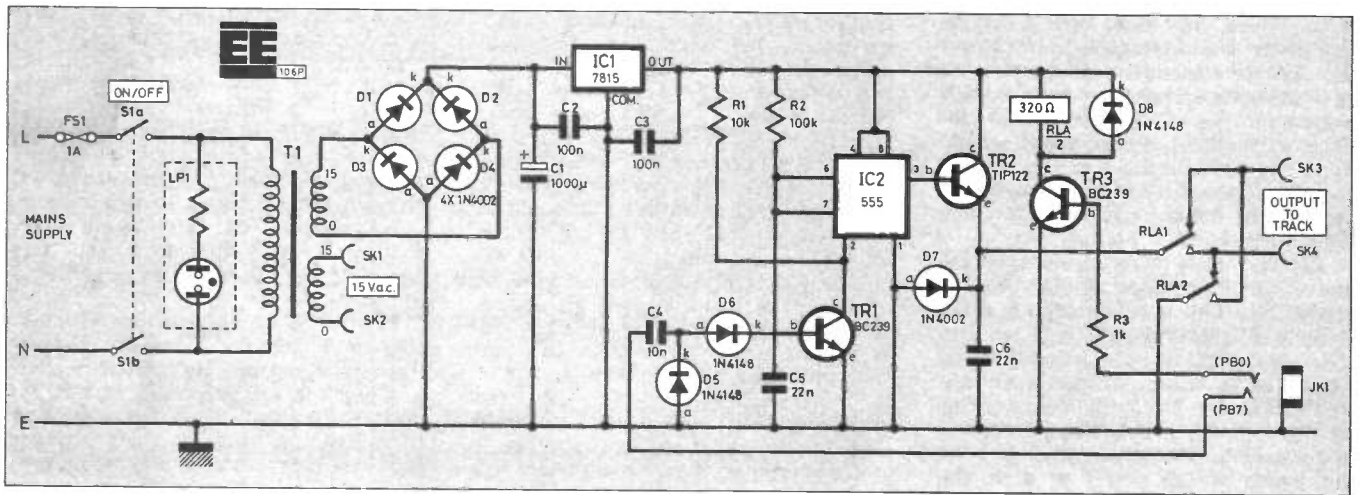 EE
106P
ON/OFF
S1a
FS1
L
1A
LP1
T1
MAINS
SUPPLY
N
S1b
E
15
0
15
SK1
15Va.c.
SK2
0
D1
k
a
k
D2
a
k
D3
a
k
D4
a
4X 1N4002
IN
IC1
7815
OUT
COM.
C2
100n
C3
100n
+
C1
1000µ
R1
10k
R2
100k
4
8
6
7
IC2
555
3
2
1
b
c
TR2
TIP122
e
320Ω
RLA
2
k
D8
1N4148
a
c
TR3
BC239
b
e
D7
a
k
1N4002
C4
10n
D6
a
k
1N4148
k
D5
1N4148
a
b
c
TR1
BC239
e
C5
22n
C6
22n
RLA1
RLA2
SK3
OUTPUT
TO
TRACK
SK4
R3
1k
(PB0)
(PB7)
JK1